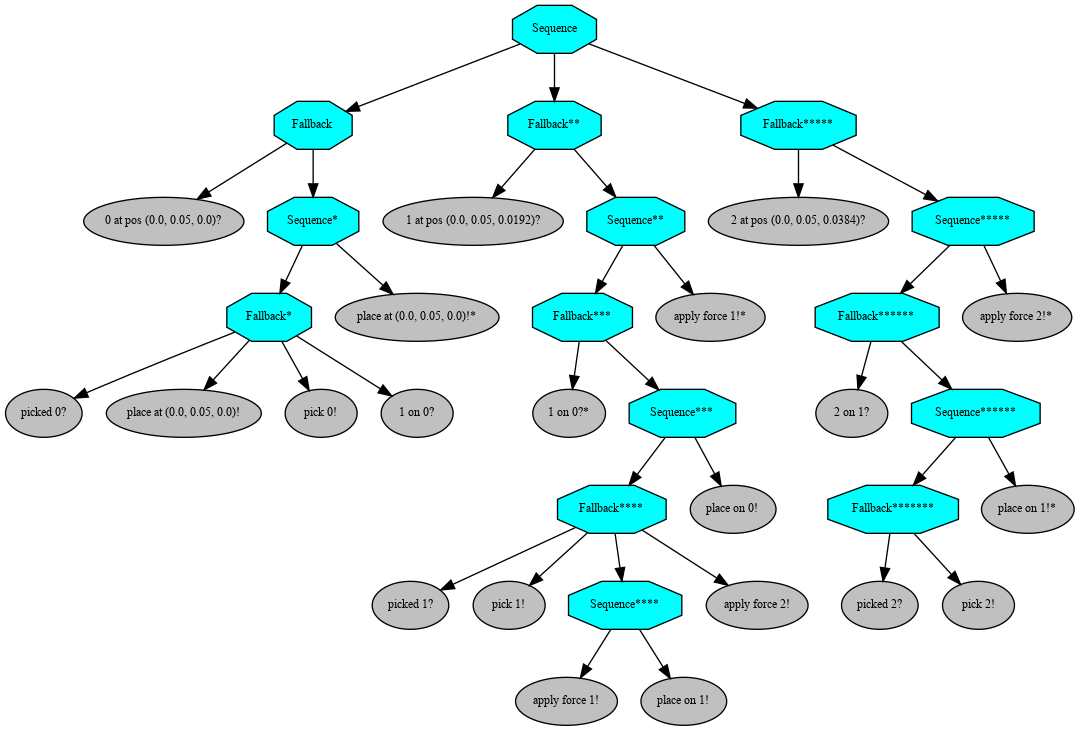 Sequence
Fallback
Fallback**
Fallback*****
0 at pos (0.0, 0.05, 0.0)?
Sequence*
1 at pos (0.0, 0.05, 0.0192)?
Sequence**
2 at pos (0.0, 0.05, 0.0384)?
Sequence*****
Fallback*
place at (0.0, 0.05, 0.0)!*
Fallback***
apply force 1!*
Fallback******
apply force 2!*
picked 0?
place at (0.0, 0.05, 0.0)!
pick 0!
1 on 0?
1 on 0?*
Sequence***
2 on 1?
Sequence******
Fallback****
place on 0!
Fallback*******
place on 1!*
picked 1?
pick 1!
Sequence****
apply force 2!
picked 2?
pick 2!
apply force 1!
place on 1!